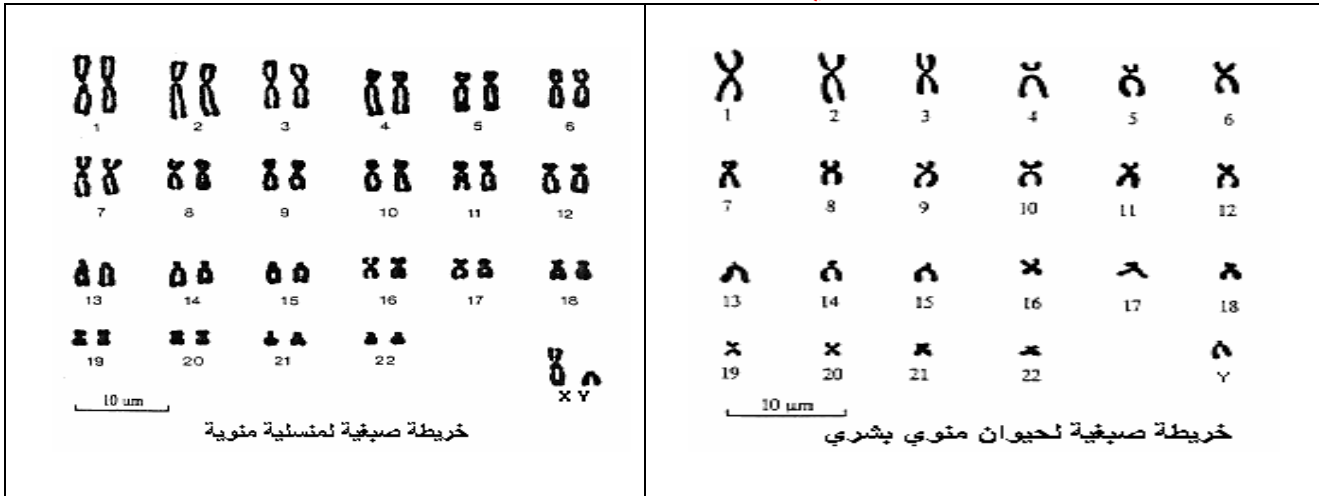 1 2 3 4 5 6
7 8 9 10 11 12
13 14 15 16 17 18
19 20 21 22
X Y
10 um
خريطة صبغية لمنسلية منوية
1 2 3 4 5 6
7 8 9 10 11 12
13 14 15 16 17 18
19 20 21 22 Y
10 µm
خريطة صبغية لحيوان منوي بشري